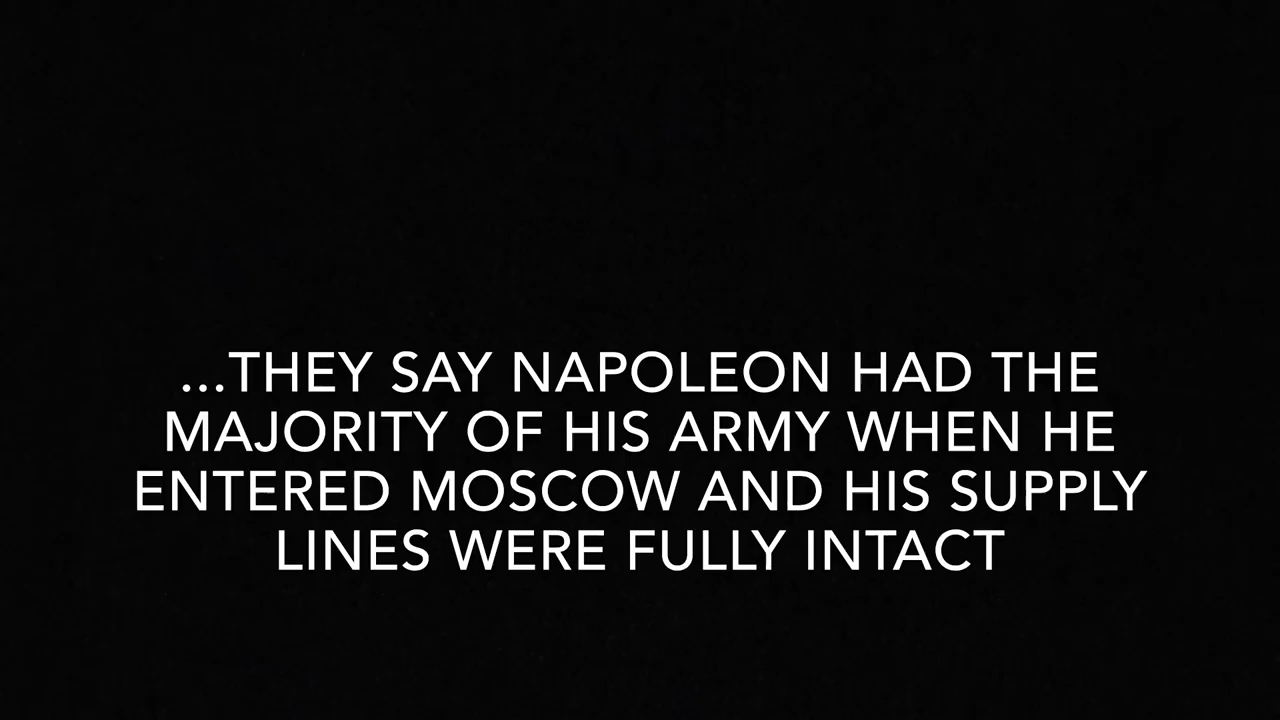 ...THEY SAY NAPOLEON HAD THE
MAJORITY OF HIS ARMY WHEN HE
ENTERED MOSCOW AND HIS SUPPLY
LINES WERE FULLY INTACT